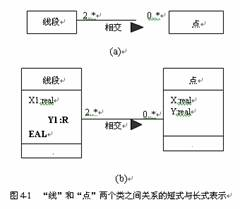 线段
2..*
0..*
点
相交
(a)
线段
点
X1:real
Y1:R
EAL
2..*
0..*
相交
X:real
Y:real
(b)
图 4-1 “线”和“点”两个类之间关系的短式与长式表示